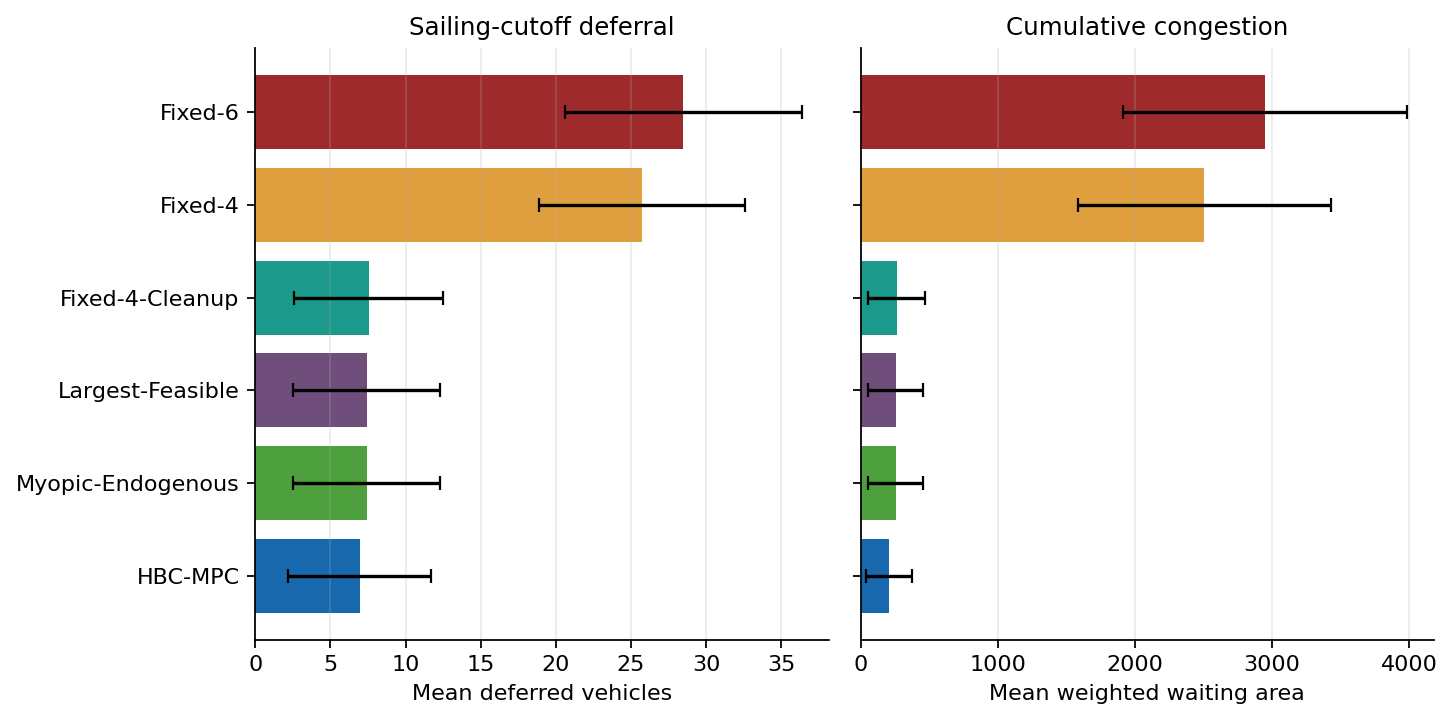 Sailing-cutoff deferral
Cumulative congestion
Fixed-6
Fixed-4
Fixed-4-Cleanup
Largest-Feasible
Myopic-Endogenous
HBC-MPC
0 5 10 15 20 25 30 35
0 1000 2000 3000 4000
Mean deferred vehicles
Mean weighted waiting area